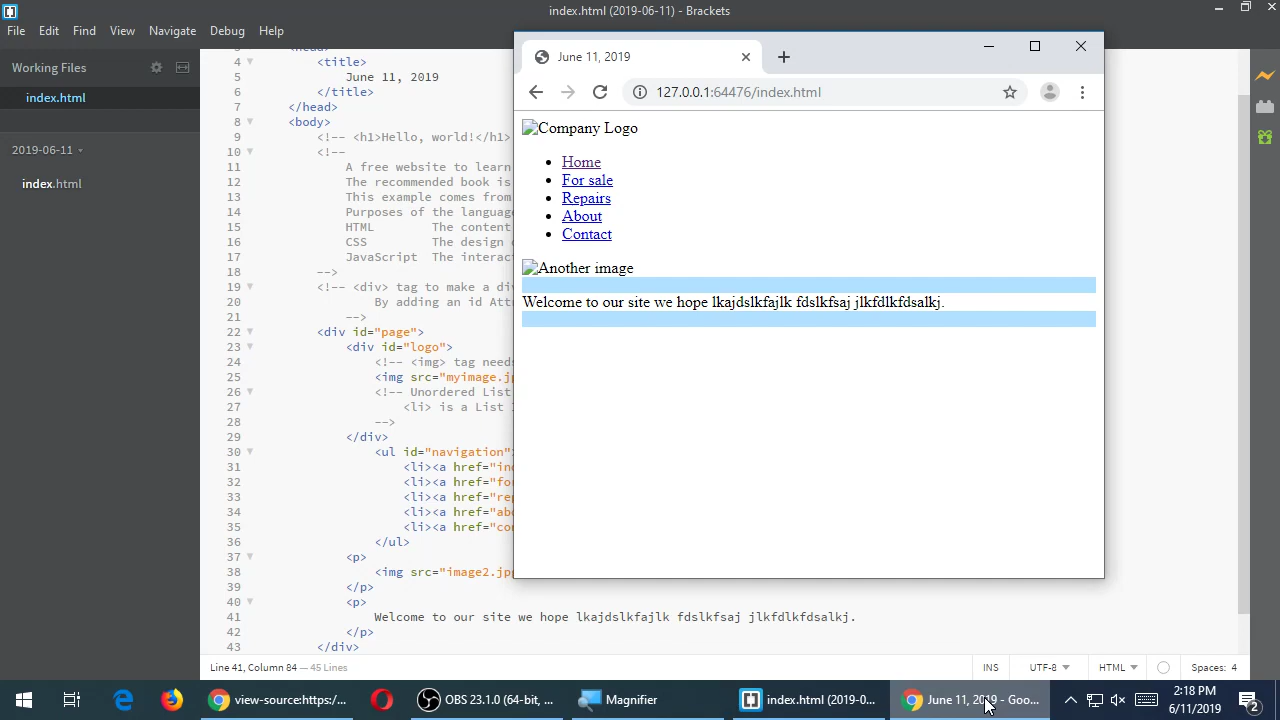 index.html (2019-06-11) - Brackets
File Edit Find View Navigate Debug Help
Working Files
index.html
2019-06-11
index.html
4 <title>
5 June 11, 2019
6 </title>
7 </head>
8 <body>
9 <!-- <h1>Hello, world!</h1>
10 <!--
11 A free website to learn
12 The recommended book is
13 This example comes from
14 Purposes of the language
15 HTML The content
16 CSS The design
17 JavaScript The interac
18 -->
19 <!-- <div> tag to make a di
20 By adding an id Att
21 -->
22 <div id="page">
23 <div id="logo">
24 <!-- <img> tag need
25 <img src="myimage.j
26 <!-- Unordered List
27 <li> is a List
28 -->
29 </div>
30 <ul id="navigation"
31 <li><a href="in
32 <li><a href="fo
33 <li><a href="re
34 <li><a href="ab
35 <li><a href="co
36 </ul>
37 <p>
38 <img src="image2.jp
39 </p>
40 <p>
41 Welcome to our site we hope lkajdslkfajlk fdslkfsaj jlkfdlkfdsalkj.
42 </p>
43 </div>
June 11, 2019
127.0.0.1:64476/index.html
Company Logo
Home
For sale
Repairs
About
Contact
Another image
Welcome to our site we hope lkajdslkfajlk fdslkfsaj jlkfdlkfdsalkj.
Line 41, Column 84 — 45 Lines
INS UTF-8 HTML Spaces: 4
view-source:https:/... OBS 23.1.0 (64-bit, ... Magnifier index.html (2019-0... June 11, 2019 - Goo...
2:18 PM
6/11/2019
2